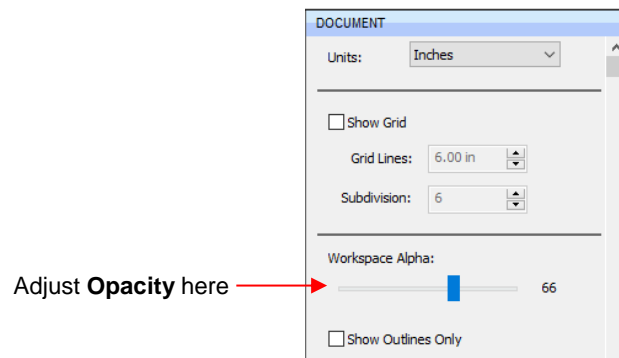 DOCUMENT
Units: Inches
Show Grid
Grid Lines: 6.00 in
Subdivision: 6
Workspace Alpha:
Adjust Opacity here
66
Show Outlines Only